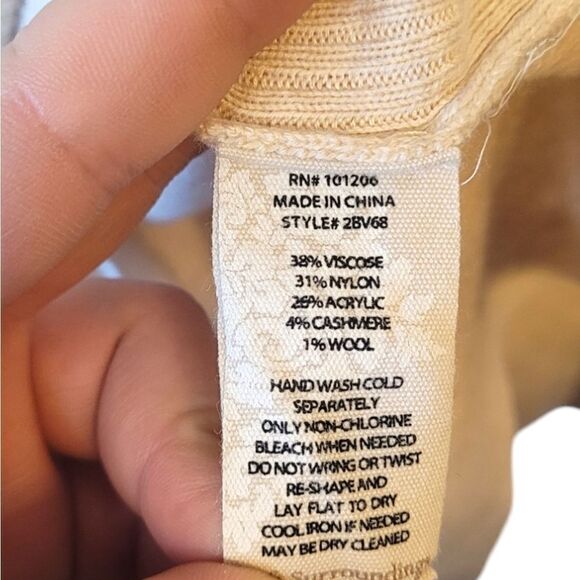 RN# 101206
MADE IN CHINA
STYLE# 2BV68
38% VISCOSE
31% NYLON
26% ACRYLIC
4% CASHMERE
1% WOOL
HAND WASH COLD
SEPARATELY
ONLY NON-CHLORINE
BLEACH WHEN NEEDED
DO NOT WRING OR TWIST
RE-SHAPE AND
LAY FLAT TO DRY
COOL IRON IF NEEDED
MAY BE DRY CLEANED
Surroundings